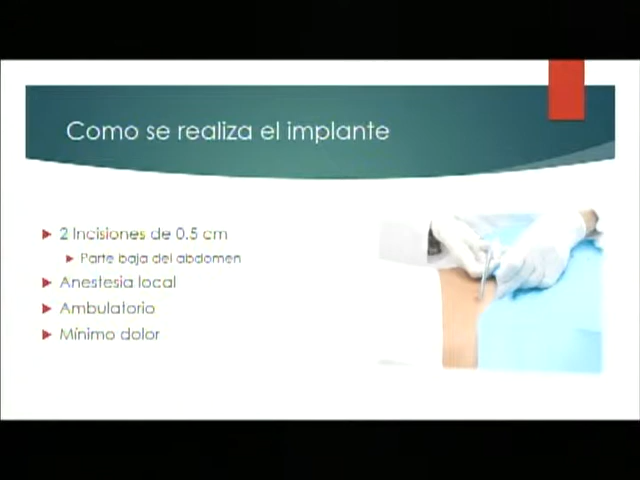 Como se realiza el implante
2 Incisiones de 0.5 cm
Parte baja del abdomen
Anestesia local
Ambulatorio
Mínimo dolor